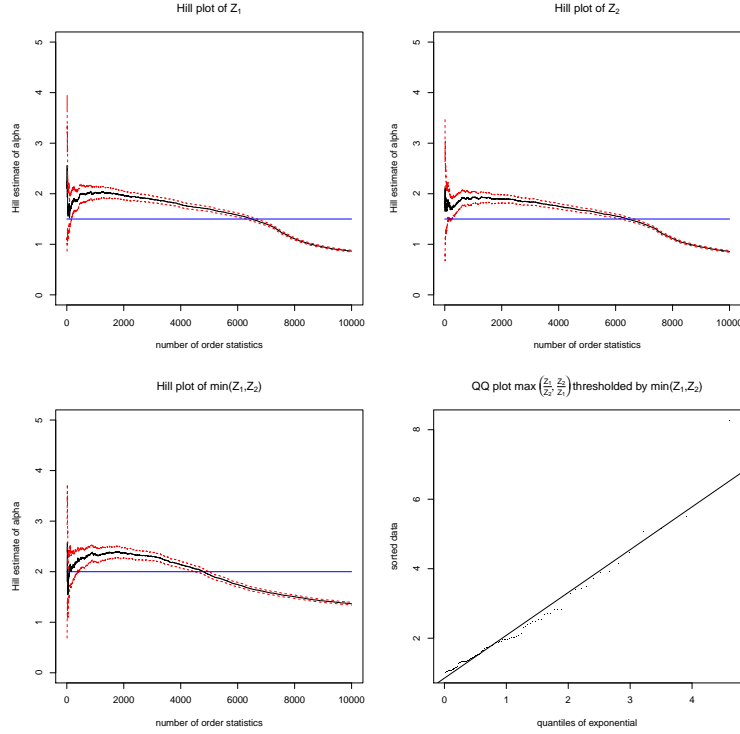 Hill plot of Z₁
Hill estimate of alpha
0 1 2 3 4 5
0 2000 4000 6000 8000 10000
number of order statistics
Hill plot of Z₂
Hill estimate of alpha
0 1 2 3 4 5
0 2000 4000 6000 8000 10000
number of order statistics
Hill plot of min(Z₁,Z₂)
Hill estimate of alpha
0 1 2 3 4 5
0 2000 4000 6000 8000 10000
number of order statistics
QQ plot max (Z₁/Z₂, Z₂/Z₁) thresholded by min(Z₁,Z₂)
sorted data
2 4 6 8
0 1 2 3 4
quantiles of exponential